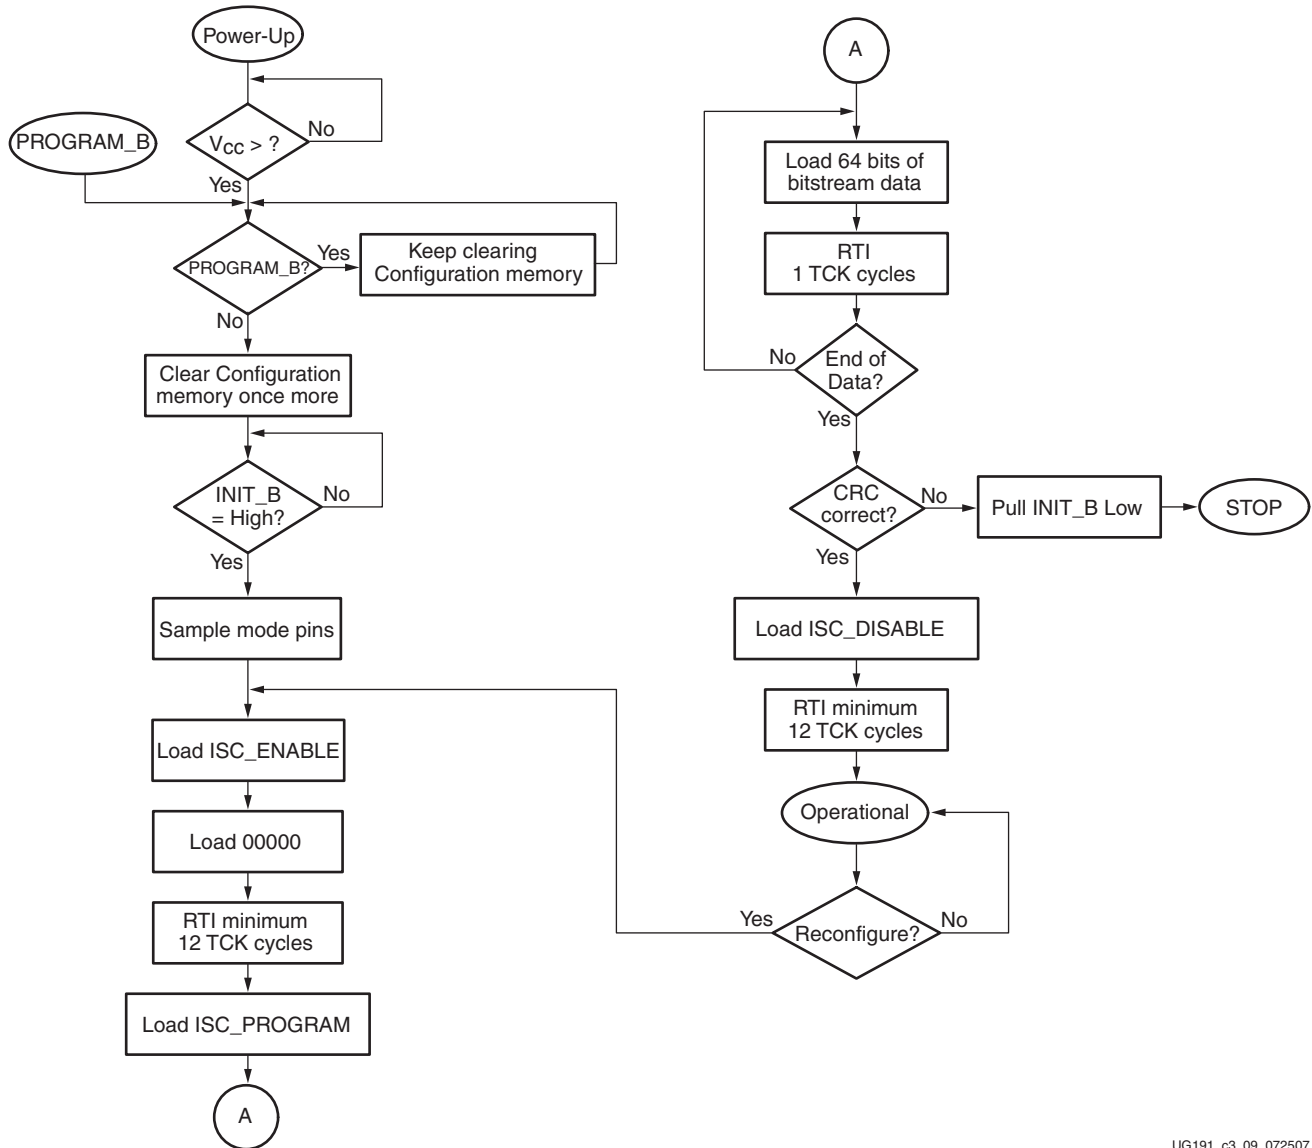 Power-Up
PROGRAM_B
VCC > ?
No
Yes
PROGRAM_B?
Yes
Keep clearing
Configuration memory
No
Clear Configuration
memory once more
INIT_B
= High?
No
Yes
Sample mode pins
Load ISC_ENABLE
Load 00000
RTI minimum
12 TCK cycles
Load ISC_PROGRAM
A
A
Load 64 bits of
bitstream data
RTI
1 TCK cycles
No
End of
Data?
Yes
CRC
correct?
No
Pull INIT_B Low
STOP
Yes
Load ISC_DISABLE
RTI minimum
12 TCK cycles
Operational
Yes
Reconfigure?
No
UG191_c3_09_072507